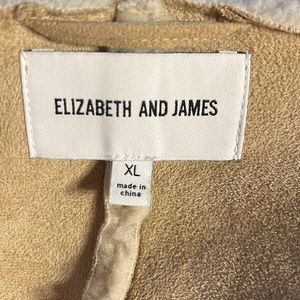 ELIZABETH AND JAMES
XL
made in
china